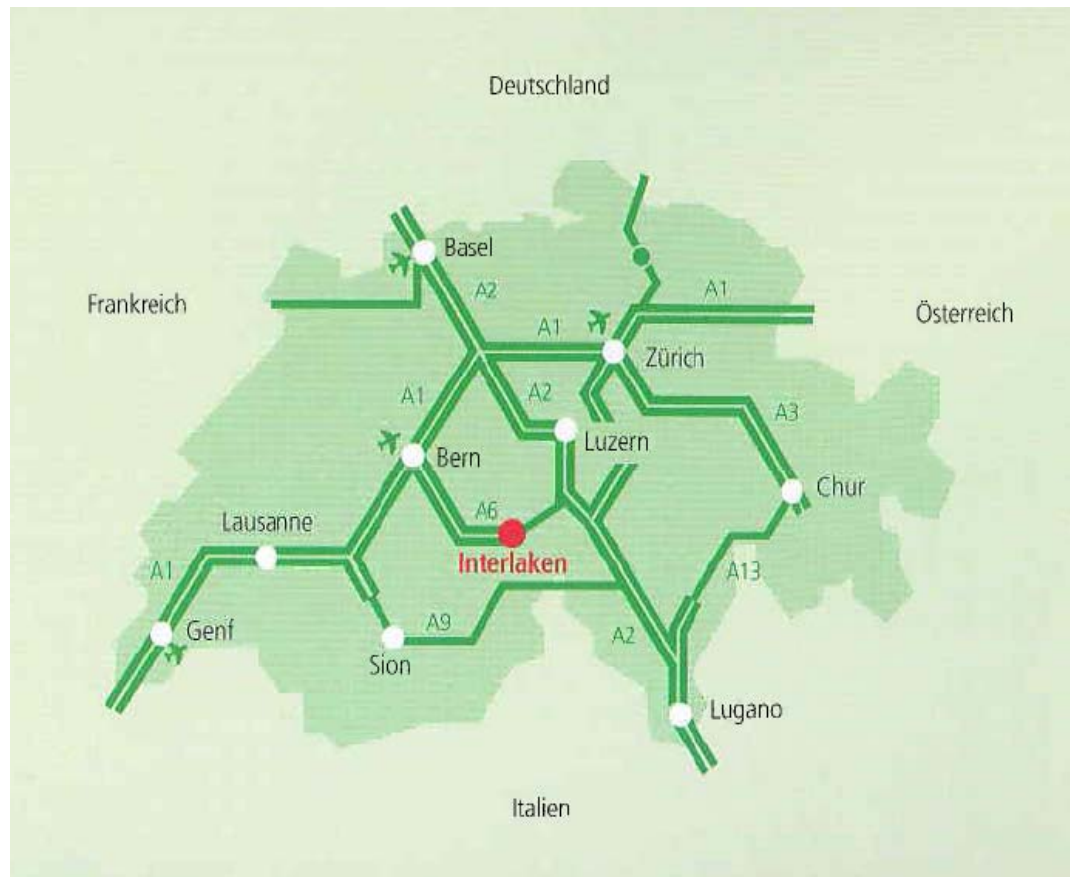 Deutschland
Basel
Frankreich
A2
A1
Österreich
A1
Zürich
A1
A2
A3
Luzern
Bern
Chur
Lausanne
A6
Interlaken
A1
A13
Genf
A9
A2
Sion
Lugano
Italien